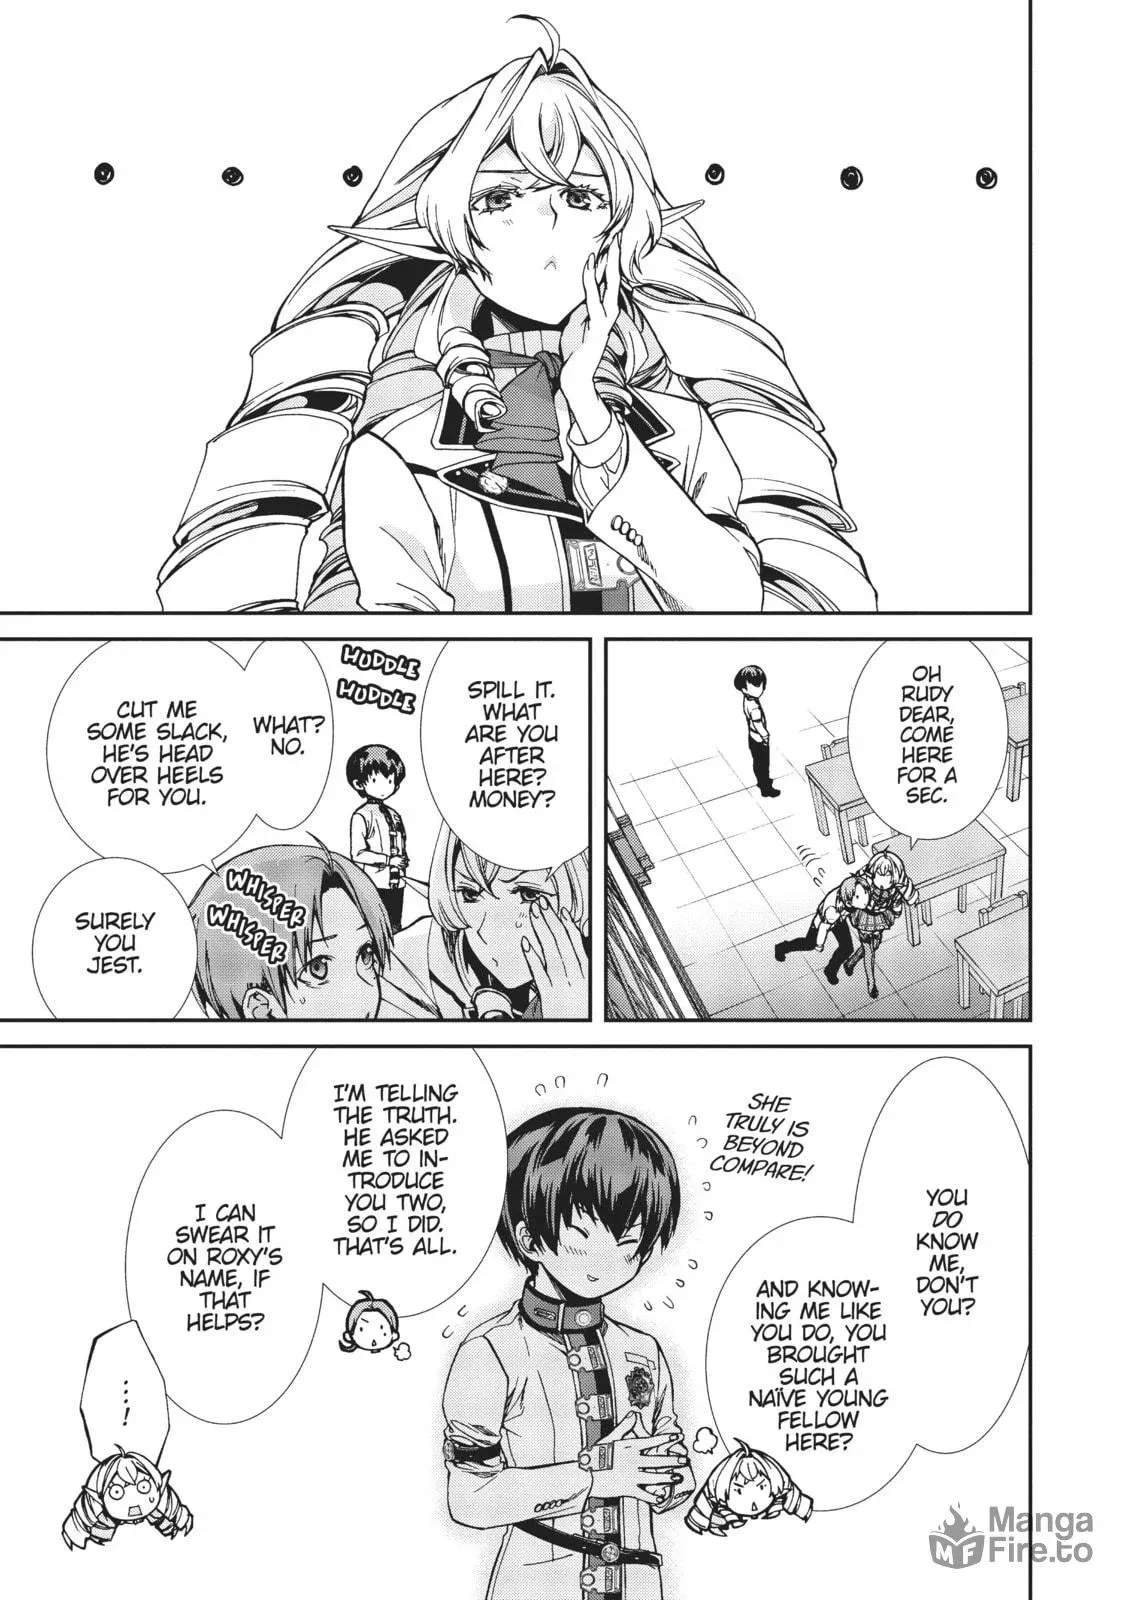 OH
RUDY
DEAR,
COME
HERE
FOR A
SEC.
SPILL IT.
WHAT
ARE YOU
AFTER
HERE?
MONEY?
HUDDLE
HUDDLE
WHAT?
NO.
CUT ME
SOME SLACK,
HE'S HEAD
OVER HEELS
FOR YOU.
WHISPER
WHISPER
SURELY
YOU
JEST.
YOU
DO
KNOW
ME,
DON'T
YOU?
AND KNOW-
ING ME LIKE
YOU DO, YOU
BROUGHT
SUCH A
NAÏVE YOUNG
FELLOW
HERE?
SHE
TRULY IS
BEYOND
COMPARE!
I'M TELLING
THE TRUTH.
HE ASKED
ME TO IN-
TRODUCE
YOU TWO,
SO I DID.
THAT'S ALL.
I CAN
SWEAR IT
ON ROXY'S
NAME, IF
THAT
HELPS?
...!
Manga
MF Fire.to